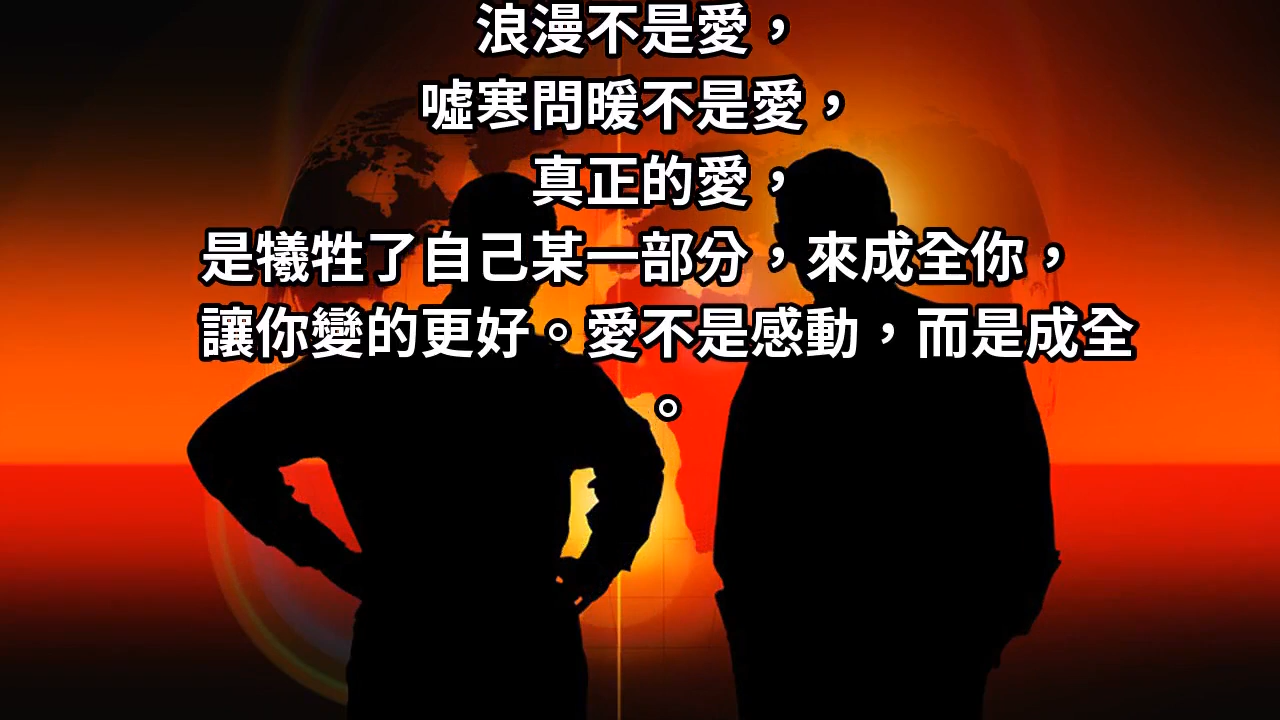 浪漫不是愛，
噓寒問暖不是愛，
真正的愛，
是犧牲了自己某一部分，來成全你，
讓你變的更好。愛不是感動，而是成全
。